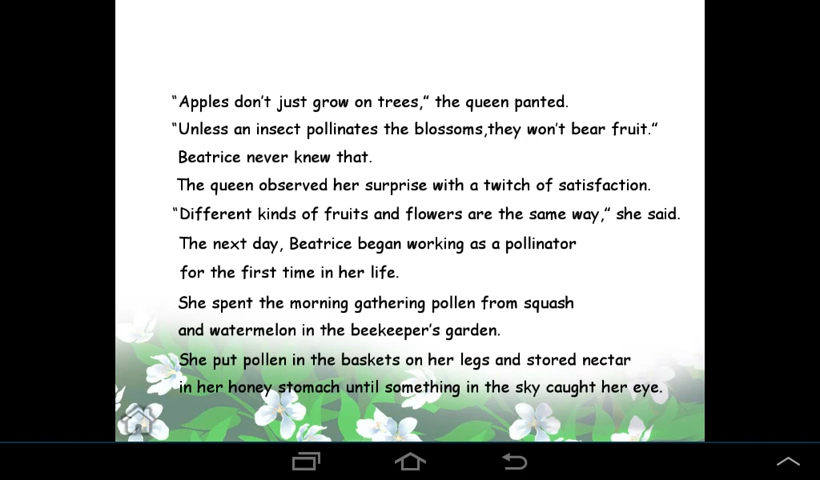 “Apples don’t just grow on trees,” the queen panted.
“Unless an insect pollinates the blossoms,they won’t bear fruit.”
Beatrice never knew that.
The queen observed her surprise with a twitch of satisfaction.
“Different kinds of fruits and flowers are the same way,” she said.
The next day, Beatrice began working as a pollinator
for the first time in her life.
She spent the morning gathering pollen from squash
and watermelon in the beekeeper’s garden.
She put pollen in the baskets on her legs and stored nectar
in her honey stomach until something in the sky caught her eye.